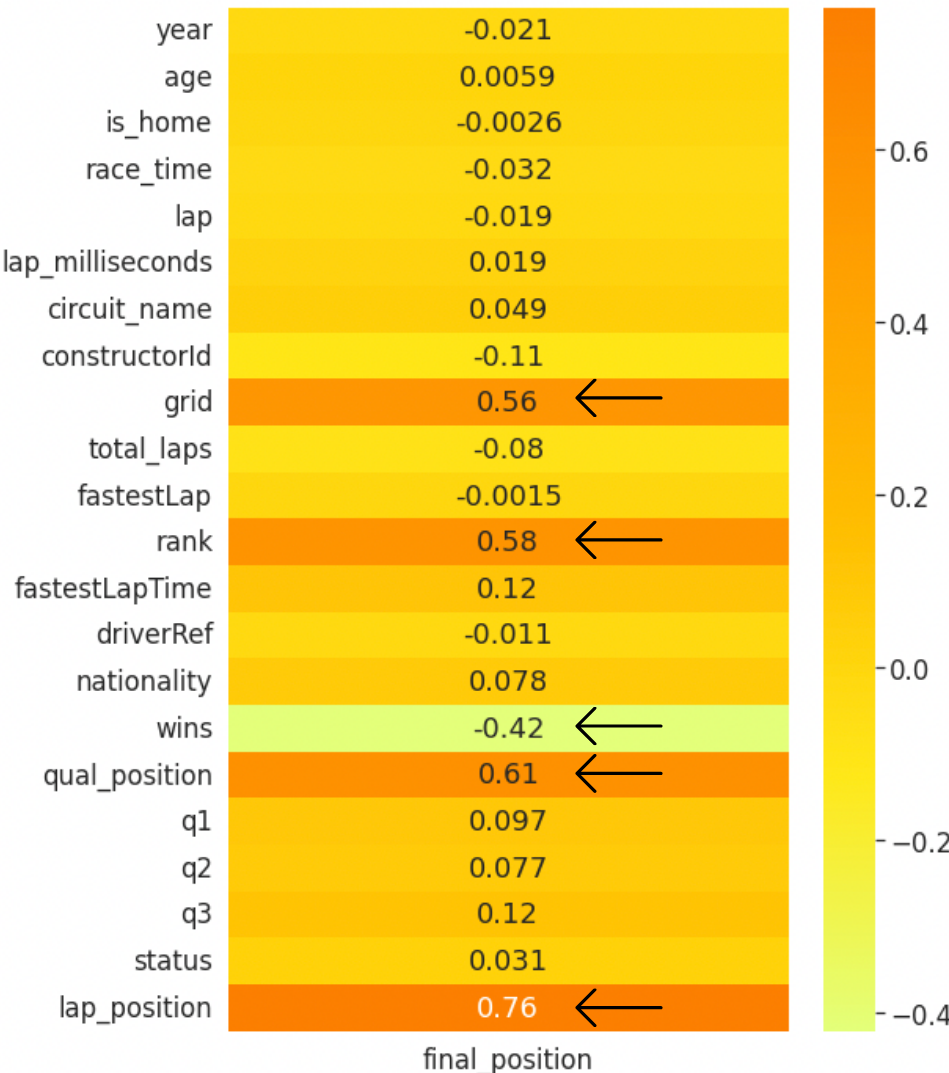 year -0.021
age 0.0059
is_home -0.0026
race_time -0.032
lap -0.019
lap_milliseconds 0.019
circuit_name 0.049
constructorId -0.11
grid 0.56
total_laps -0.08
fastestLap -0.0015
rank 0.58
fastestLapTime 0.12
driverRef -0.011
nationality 0.078
wins -0.42
qual_position 0.61
q1 0.097
q2 0.077
q3 0.12
status 0.031
lap_position 0.76
final_position
0.6
0.4
0.2
0.0
−0.2
−0.4